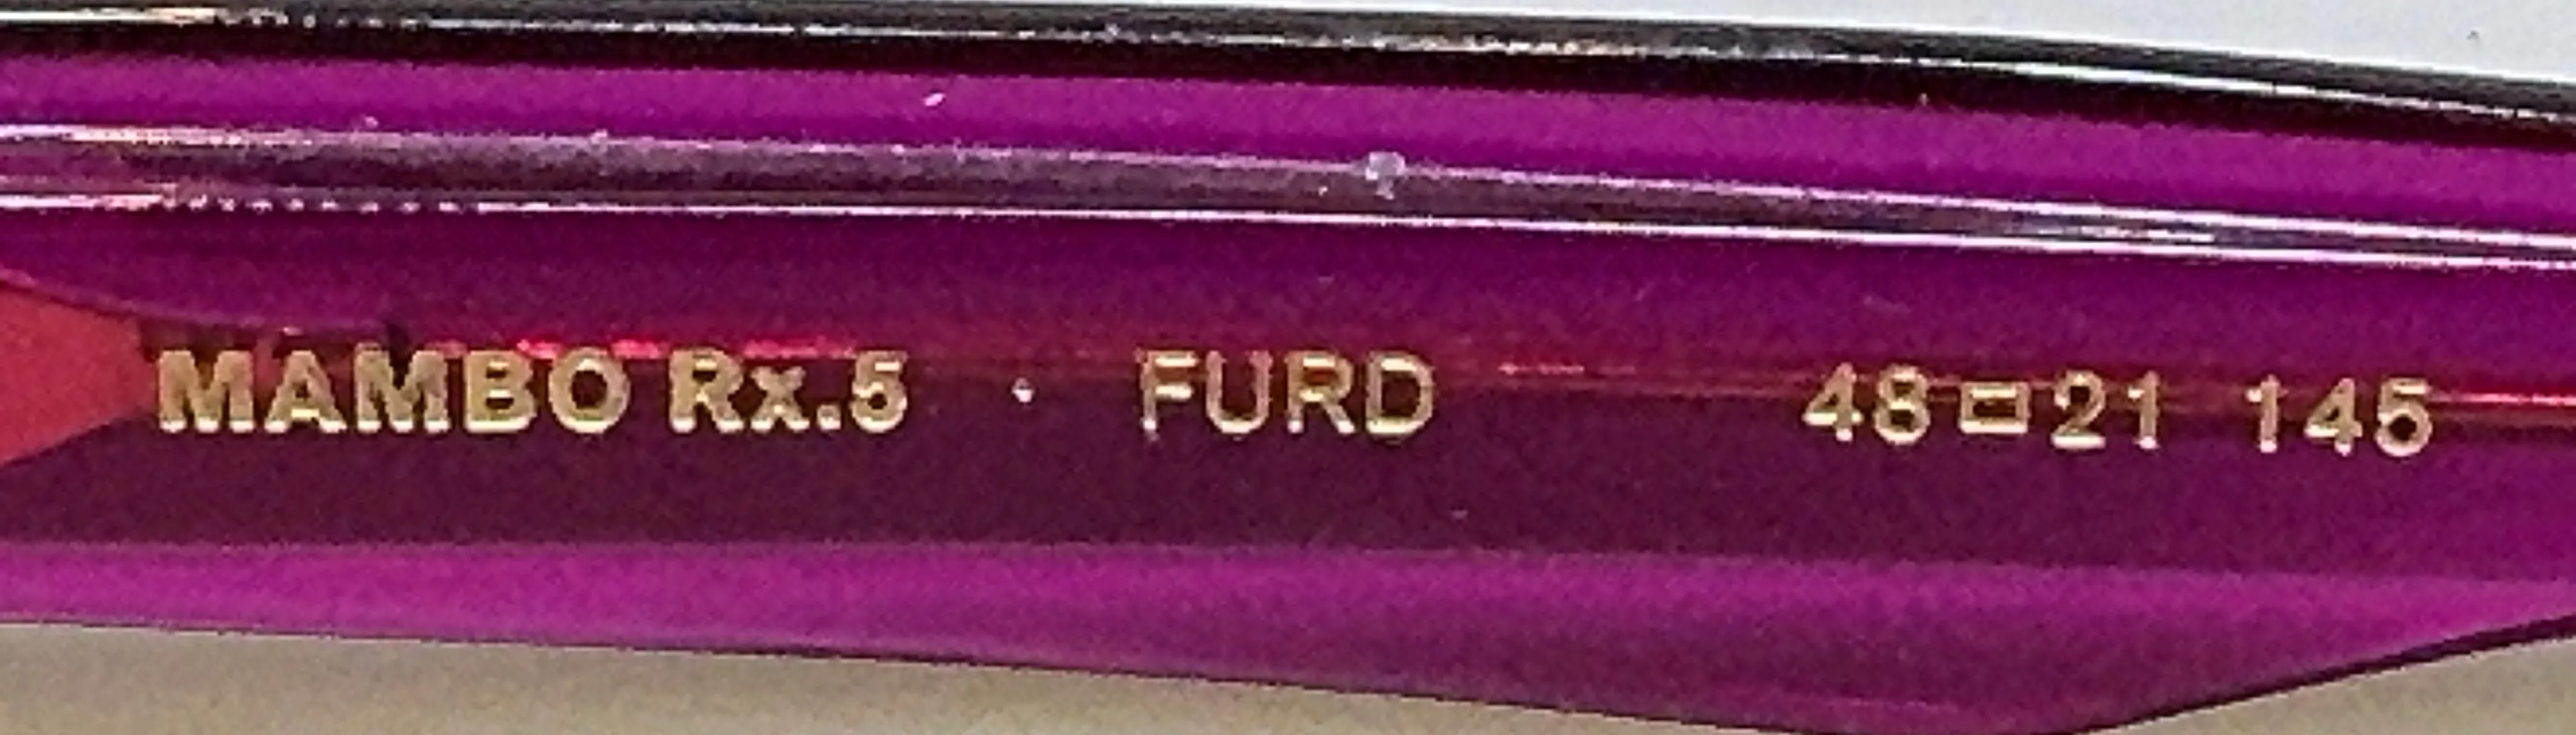 MAMBO Rx.5 · FURD 48□21 145